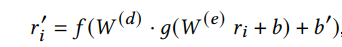 r′ᵢ = f(W⁽ᵈ⁾ · g(W⁽ᵉ⁾ rᵢ + b) + b′),